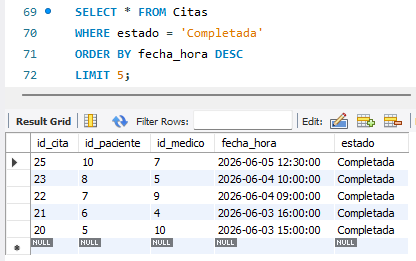 69 SELECT * FROM Citas
70 WHERE estado = 'Completada'
71 ORDER BY fecha_hora DESC
72 LIMIT 5;
Result Grid Filter Rows: Edit:
id_cita id_paciente id_medico fecha_hora estado
25 10 7 2026-06-05 12:30:00 Completada
23 8 5 2026-06-04 10:00:00 Completada
22 7 9 2026-06-04 09:00:00 Completada
21 6 4 2026-06-03 16:00:00 Completada
20 5 10 2026-06-03 15:00:00 Completada
NULL NULL NULL NULL NULL